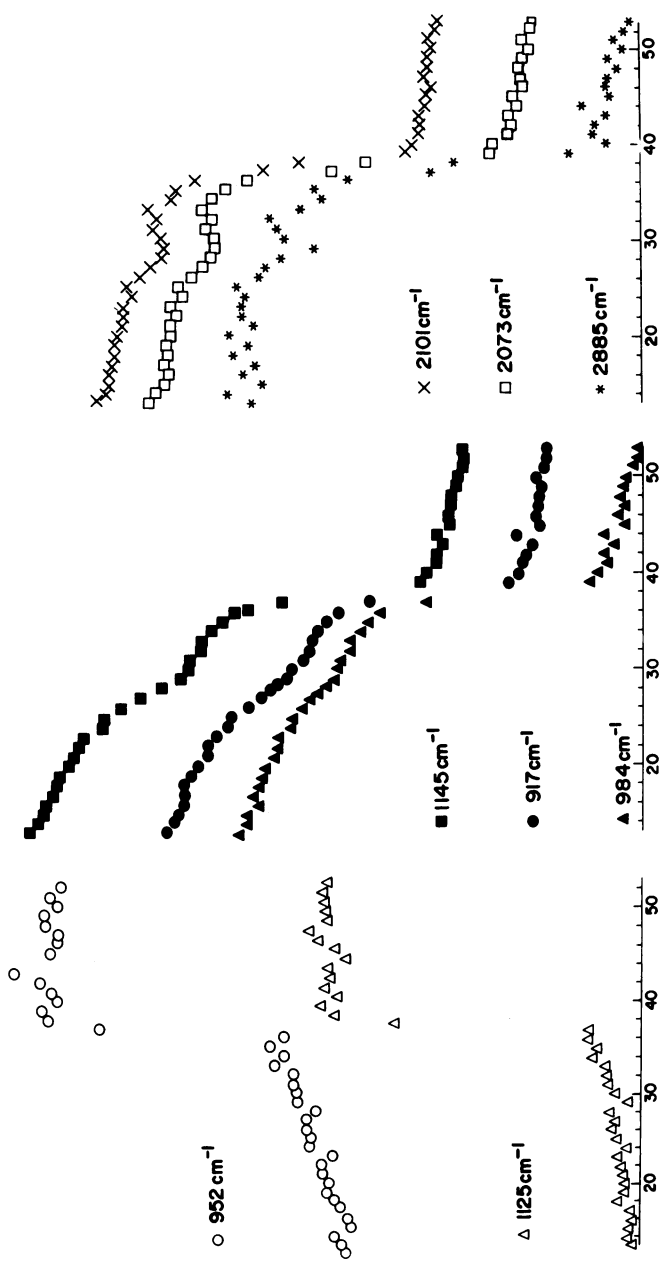 ○ 952 cm⁻¹
△ 1125 cm⁻¹
20 30 40 50
■ 1145 cm⁻¹
● 917 cm⁻¹
▲ 984 cm⁻¹
20 30 40 50
× 2101 cm⁻¹
□ 2073 cm⁻¹
* 2885 cm⁻¹
20 30 40 50